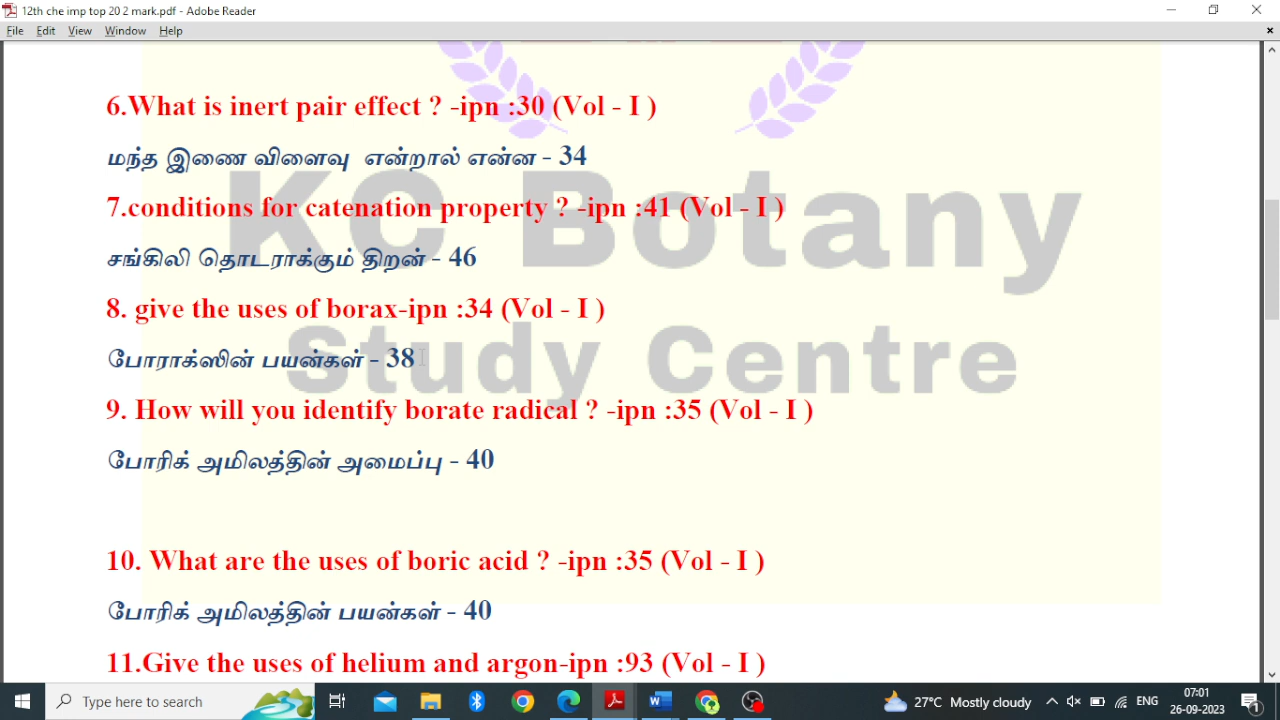 12th che imp top 20 2 mark.pdf - Adobe Reader
File Edit View Window Help
6.What is inert pair effect ? -ipn :30 (Vol - I )
மந்த இணை விளைவு என்றால் என்ன - 34
7.conditions for catenation property ? -ipn :41 (Vol - I )
சங்கிலி தொடராக்கும் திறன் - 46
8. give the uses of borax-ipn :34 (Vol - I )
போராக்ஸின் பயன்கள் - 38
9. How will you identify borate radical ? -ipn :35 (Vol - I )
போரிக் அமிலத்தின் அமைப்பு - 40
10. What are the uses of boric acid ? -ipn :35 (Vol - I )
போரிக் அமிலத்தின் பயன்கள் - 40
11.Give the uses of helium and argon-ipn :93 (Vol - I )
KC Botany
Study Centre
Type here to search
27°C Mostly cloudy
ENG
07:01
26-09-2023
1